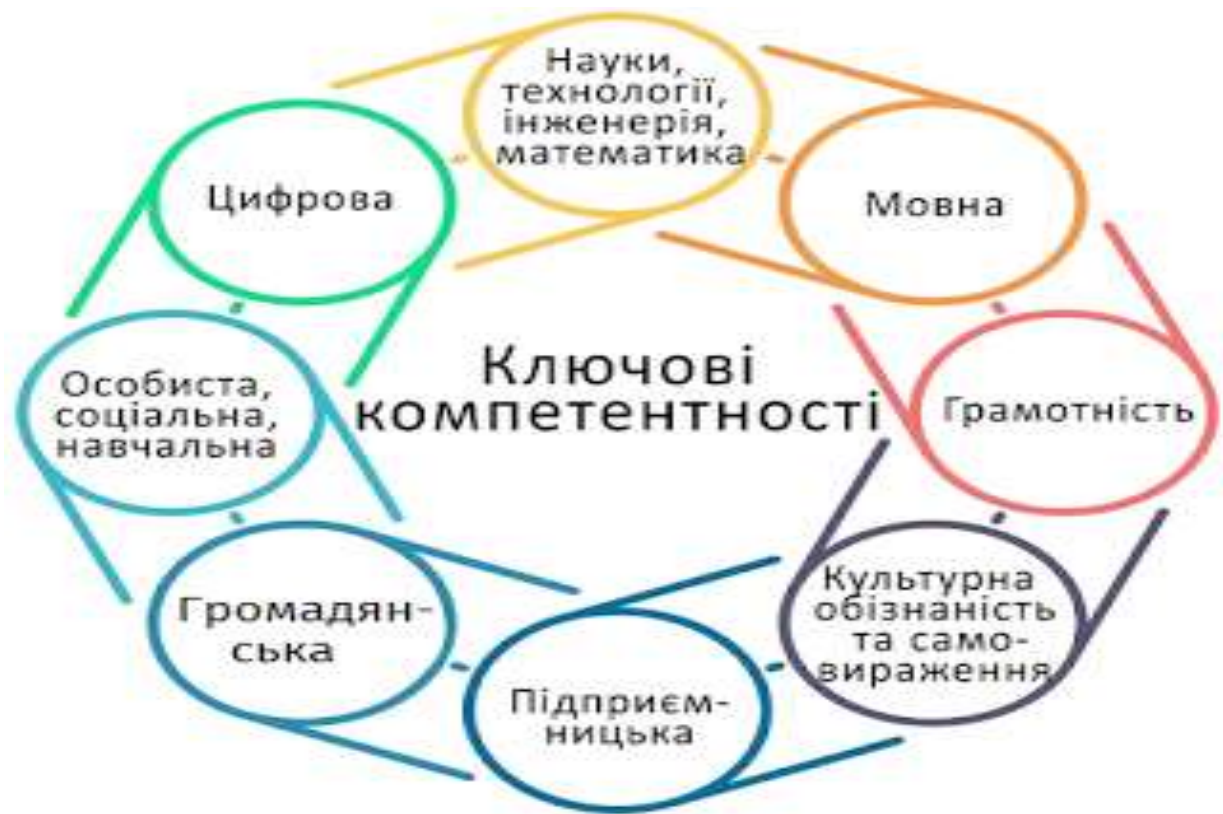 Науки,
технології,
інженерія,
математика
Мовна
Грамотність
Культурна
обізнаність
та само-
вираження
Підприєм-
ницька
Громадян-
ська
Особиста,
соціальна,
навчальна
Цифрова
Ключові
компетентності